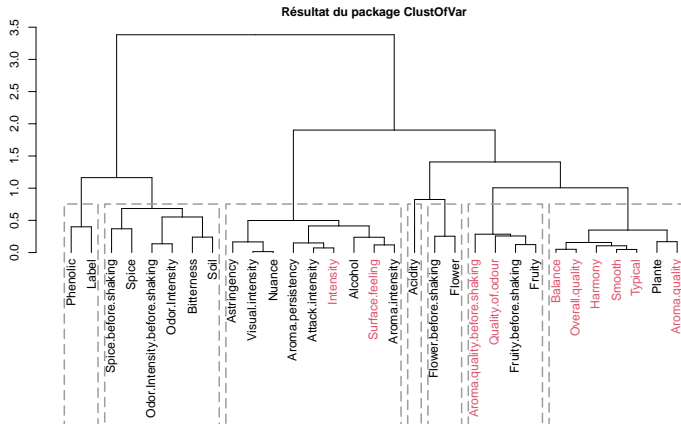 Résultat du package ClustOfVar
3.5
3.0
2.5
2.0
1.5
1.0
0.5
0.0
Phenolic
Label
Spice.before.shaking
Spice
Odor.Intensity.before.shaking
Odor.Intensity
Bitterness
Soil
Astringency
Visual.intensity
Nuance
Aroma.persistency
Attack.intensity
Intensity
Alcohol
Surface.feeling
Aroma.intensity
Acidity
Flower.before.shaking
Flower
Aroma.quality.before.shaking
Quality.of.odour
Fruity.before.shaking
Fruity
Balance
Overall.quality
Harmony
Smooth
Typical
Plante
Aroma.quality